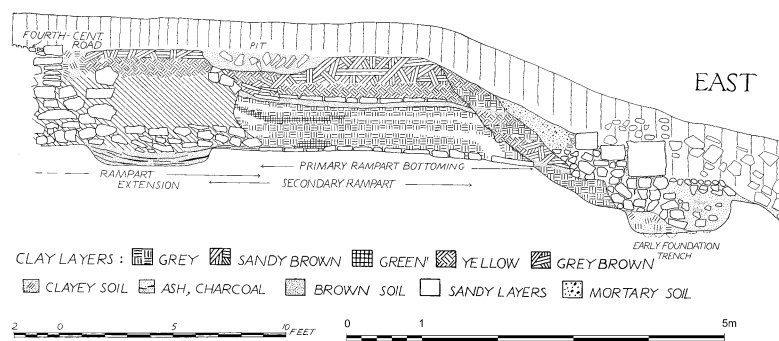 FOURTH-CENT.
ROAD
PIT
EAST
PRIMARY RAMPART BOTTOMING
RAMPART
EXTENSION
SECONDARY RAMPART
EARLY FOUNDATION
TRENCH
CLAY LAYERS : GREY SANDY BROWN GREEN' YELLOW GREY BROWN
CLAYEY SOIL ASH, CHARCOAL BROWN SOIL SANDY LAYERS MORTARY SOIL
2 0 5 10 FEET
0 1 5m